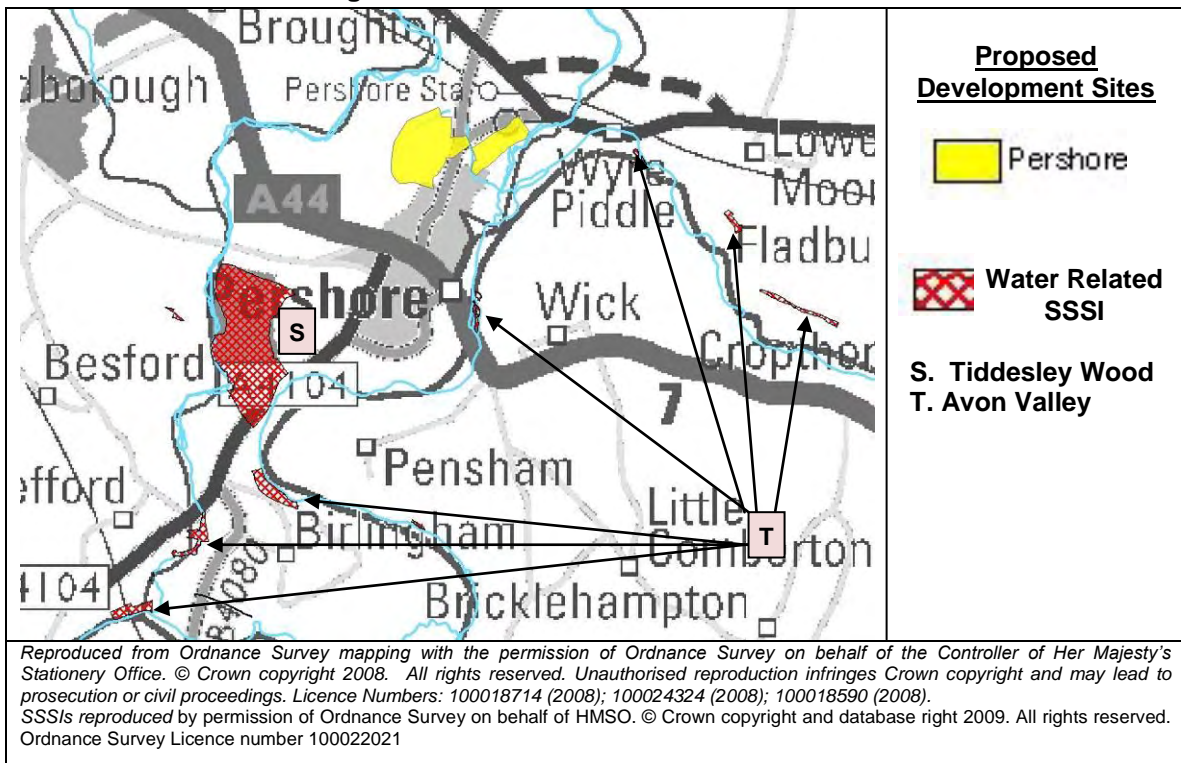 Broughton
dborough
Pershore Sta
A44
Wyre
Piddle
Lowe
Moor
Fladbu
Pershore
S
Wick
Cropthor
Besford
104
7
Pensham
efford
Little
Comberton
T
Birlingham
4104
B4080
Bricklehampton
Proposed
Development Sites
Pershore
Water Related
SSSI
S. Tiddesley Wood
T. Avon Valley
Reproduced from Ordnance Survey mapping with the permission of Ordnance Survey on behalf of the Controller of Her Majesty's
Stationery Office. © Crown copyright 2008. All rights reserved. Unauthorised reproduction infringes Crown copyright and may lead to
prosecution or civil proceedings. Licence Numbers: 100018714 (2008); 100024324 (2008); 100018590 (2008).
SSSIs reproduced by permission of Ordnance Survey on behalf of HMSO. © Crown copyright and database right 2009. All rights reserved.
Ordnance Survey Licence number 100022021